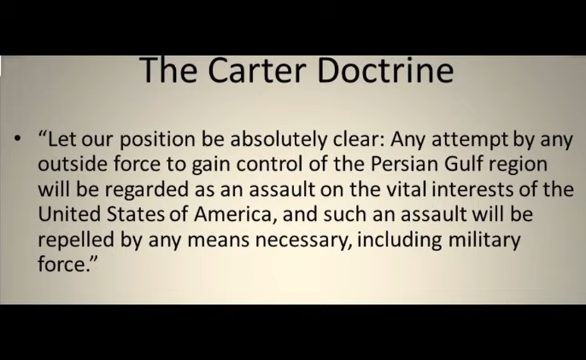 The Carter Doctrine
• “Let our position be absolutely clear: Any attempt by any
outside force to gain control of the Persian Gulf region
will be regarded as an assault on the vital interests of the
United States of America, and such an assault will be
repelled by any means necessary, including military
force.”